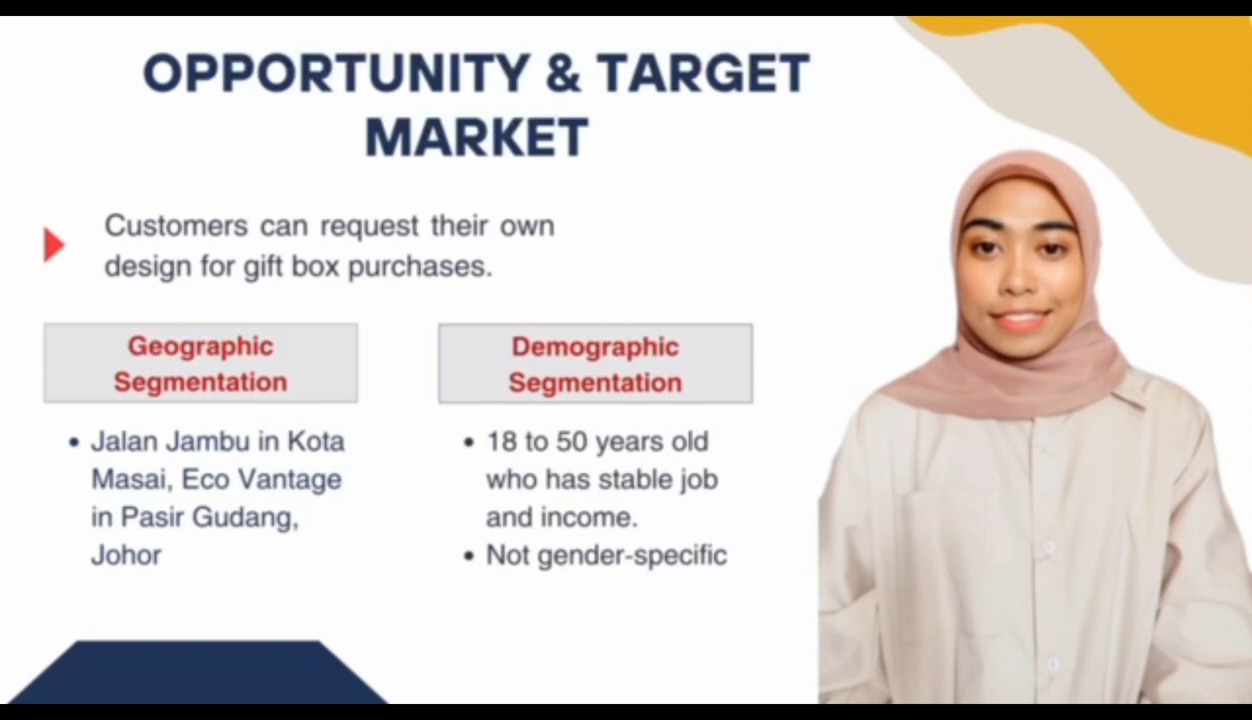 OPPORTUNITY & TARGET
MARKET
Customers can request their own
design for gift box purchases.
Geographic
Segmentation
• Jalan Jambu in Kota
Masai, Eco Vantage
in Pasir Gudang,
Johor
Demographic
Segmentation
• 18 to 50 years old
who has stable job
and income.
• Not gender-specific